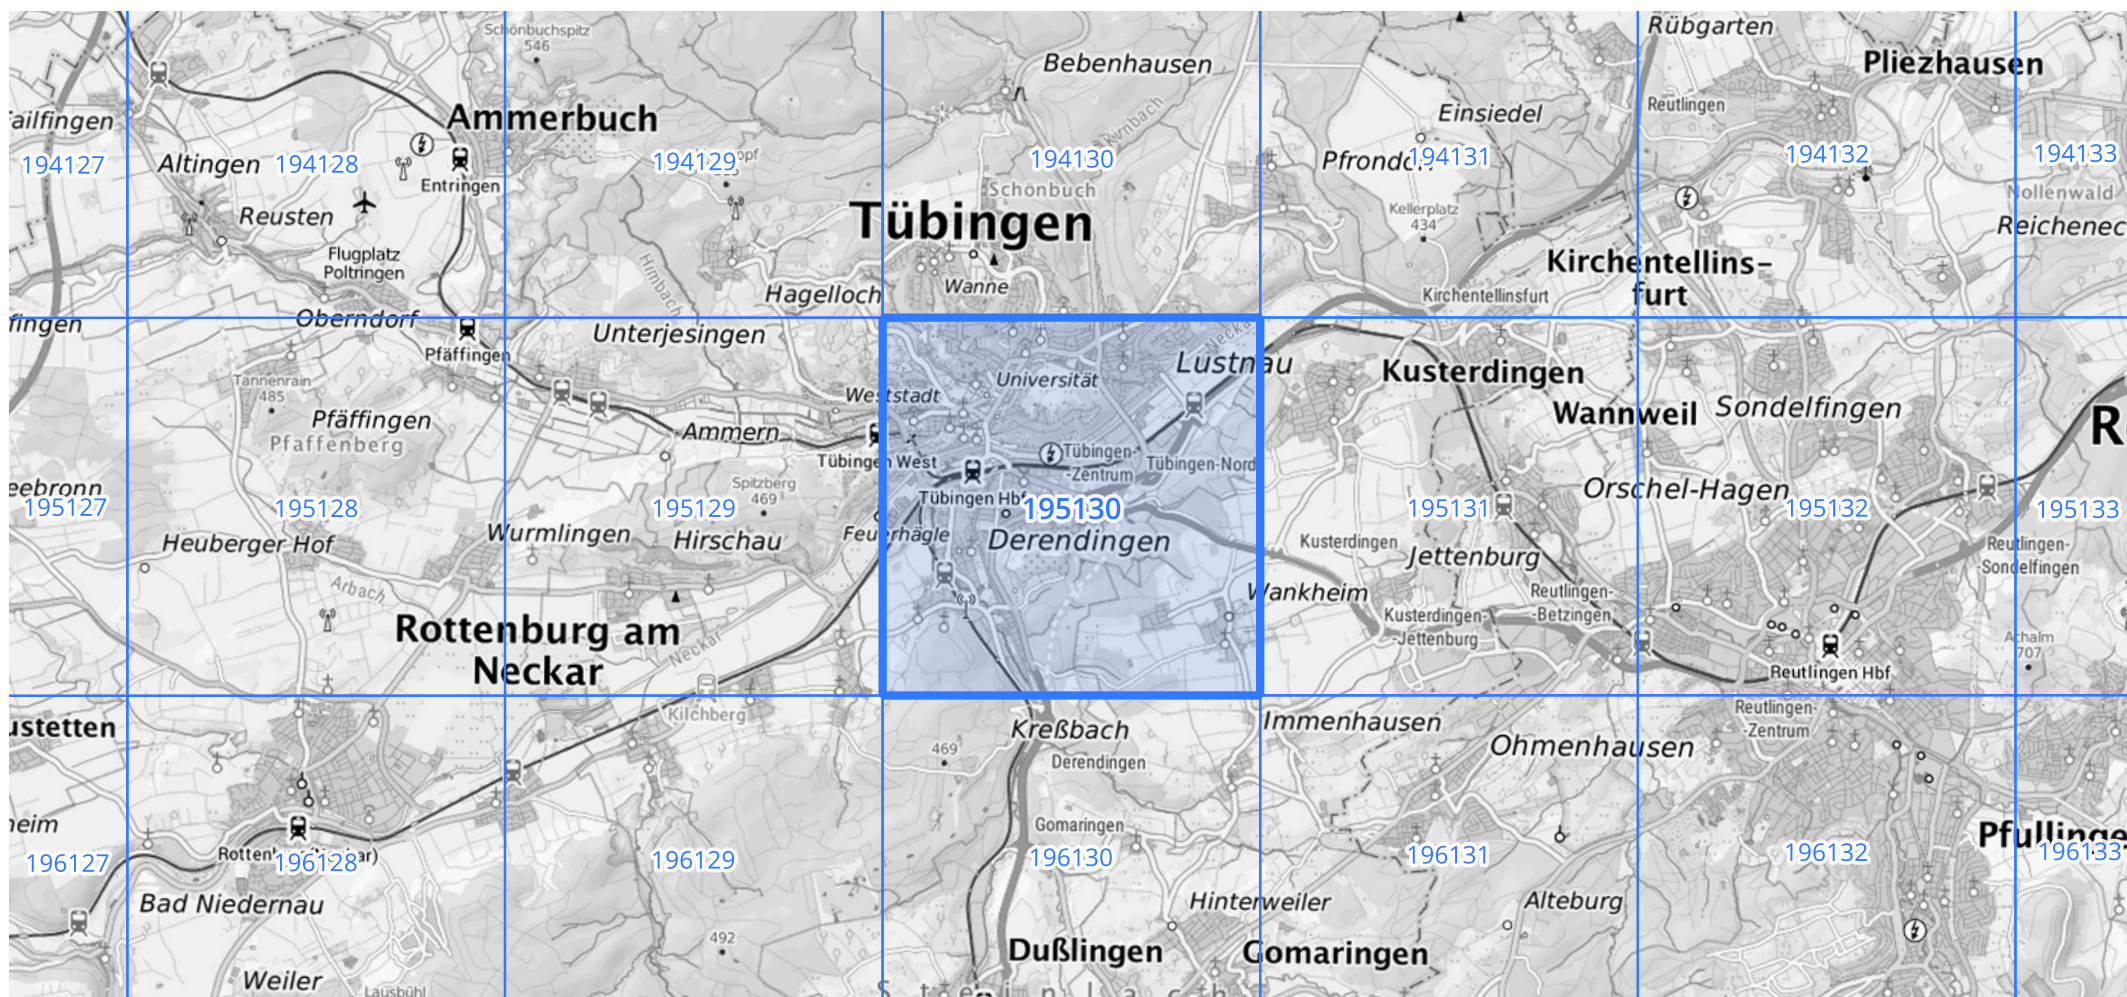 Schönbuchspitz
546
Bebenhausen
Rübgarten
Pliezhausen
Ammerbuch
Einsiedel
Reutlingen
ailfingen
Altingen
194127
194128
194129
194130
194131
194132
194133
Entringen
Schönbuch
Nollenwald
Reusten
Tübingen
Kellerplatz
434
Reichenec
Flugplatz
Poltringen
Himbach
Hagelloch
Wanne
Kirchentellins-
furt
Kirchentellinsfurt
fingen
Oberndorf
Pfäffingen
Unterjesingen
Lustnau
Kusterdingen
Wannweil
Sondelfingen
R
Tannenrain
485
Universität
Weststadt
Pfäffingen
Pfaffenberg
Ammern
Tübingen West
Tübingen-
-Zentrum
Tübingen-Nord
Tübingen Hbf
Spitzberg
469
Orschel-Hagen
eebronn
195127
195128
195129
195130
195131
195132
195133
Heuberger Hof
Wurmlingen
Hirschau
Feuerhägle
Derendingen
Kusterdingen
Jettenburg
Reutlingen-
-Sondelfingen
Arbach
Wankheim
Reutlingen-
-Betzingen
Kusterdingen-
-Jettenburg
Rottenburg am
Neckar
Neckar
Achalm
707
Reutlingen Hbf
ustetten
Kilchberg
Kreßbach
Immenhausen
Reutlingen-
-Zentrum
469
Derendingen
Ohmenhausen
heim
Gomaringen
Pfullinge
196127
196128
196129
196130
196131
196132
196133
Bad Niedernau
Hinterweiler
Alteburg
492
Dußlingen
Gomaringen
Weiler
Lausbühl